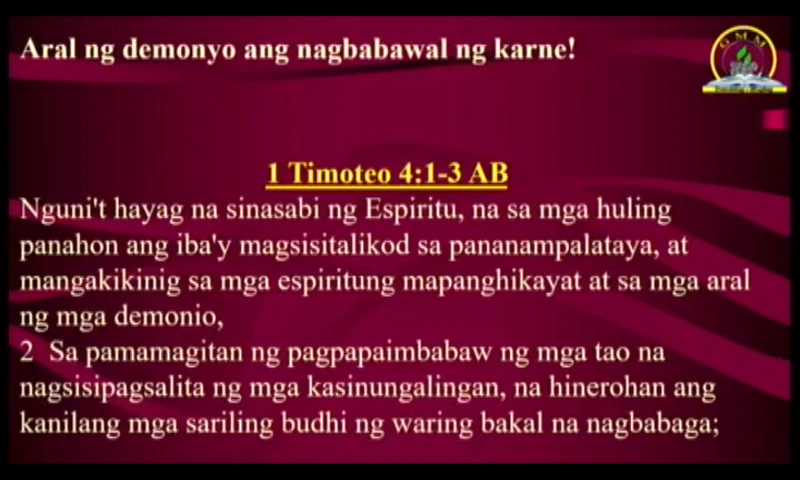 Aral ng demonyo ang nagbabawal ng karne!
G.M.M
1 Timoteo 4:1-3 AB
Nguni't hayag na sinasabi ng Espiritu, na sa mga huling
panahon ang iba'y magsisitalikod sa pananampalataya, at
mangakikinig sa mga espiritung mapanghikayat at sa mga aral
ng mga demonio,
2 Sa pamamagitan ng pagpapaimbabaw ng mga tao na
nagsisipagsalita ng mga kasinungalingan, na hinerohan ang
kanilang mga sariling budhi ng waring bakal na nagbabaga;